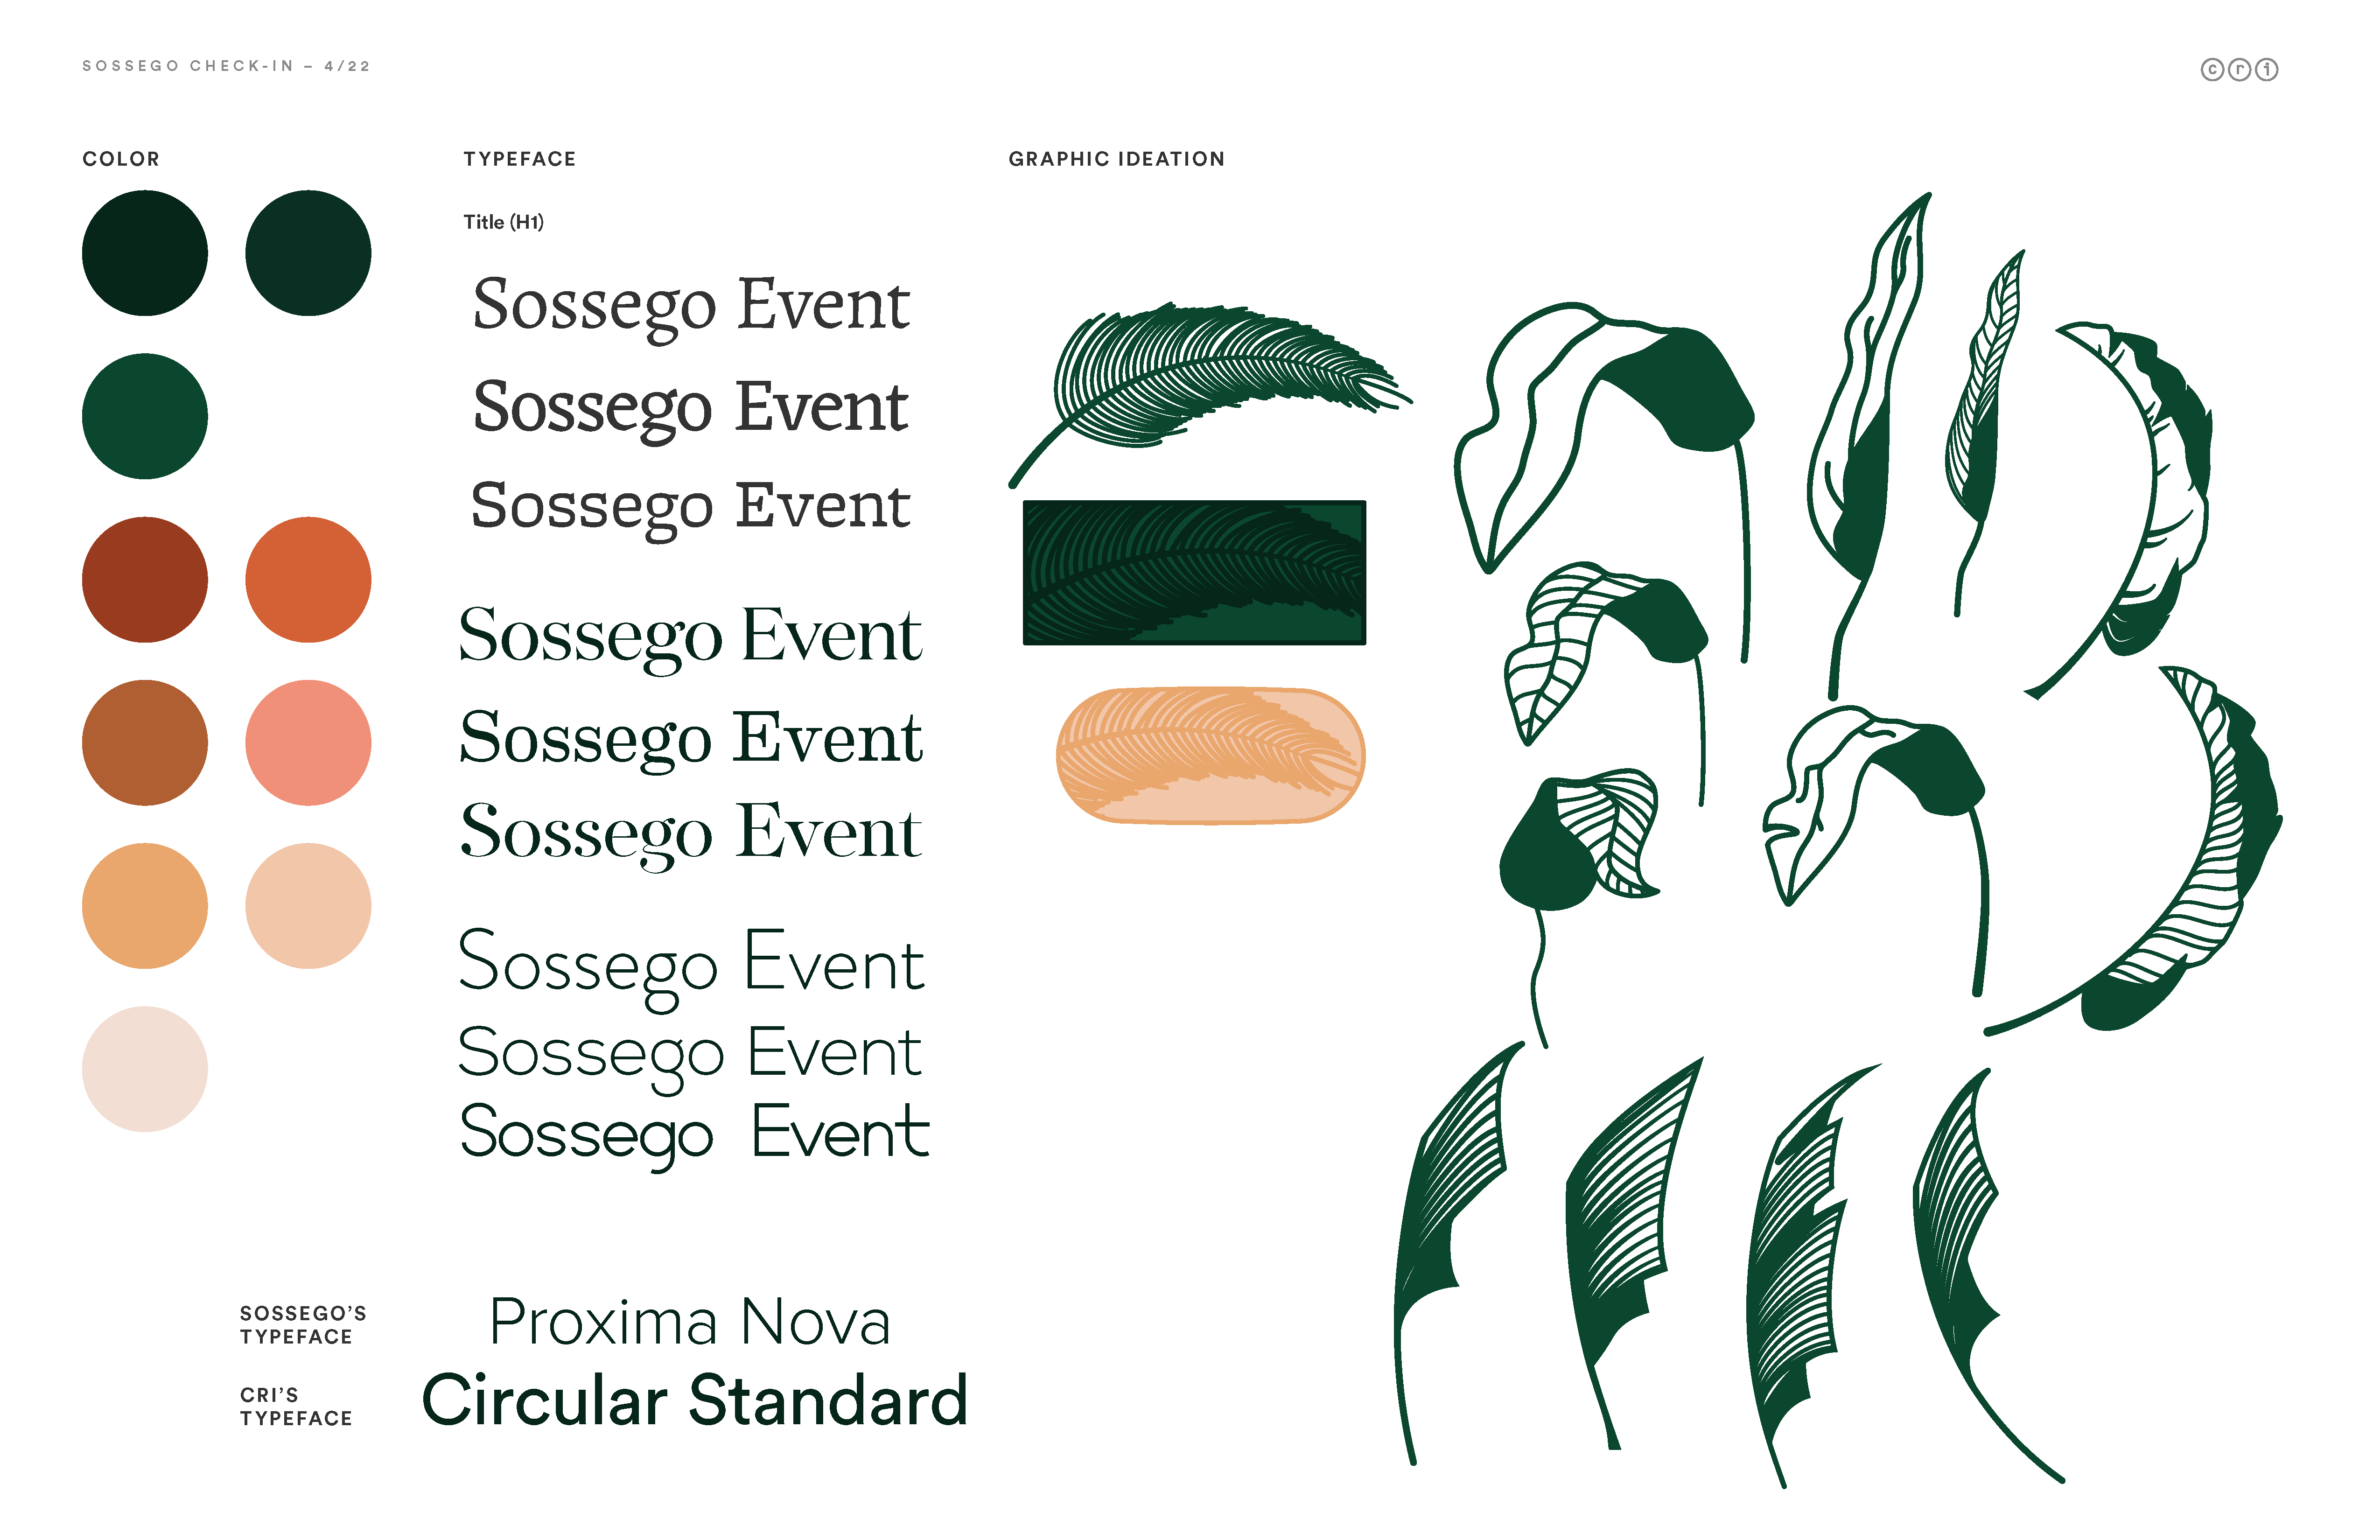 SOSSEGO CHECK-IN – 4/22
cri
COLOR
TYPEFACE
GRAPHIC IDEATION
Title (H1)
Sossego Event
Sossego Event
Sossego Event
Sossego Event
Sossego Event
Sossego Event
Sossego Event
Sossego Event
Sossego Event
SOSSEGO’S
TYPEFACE
Proxima Nova
CRI’S
TYPEFACE
Circular Standard